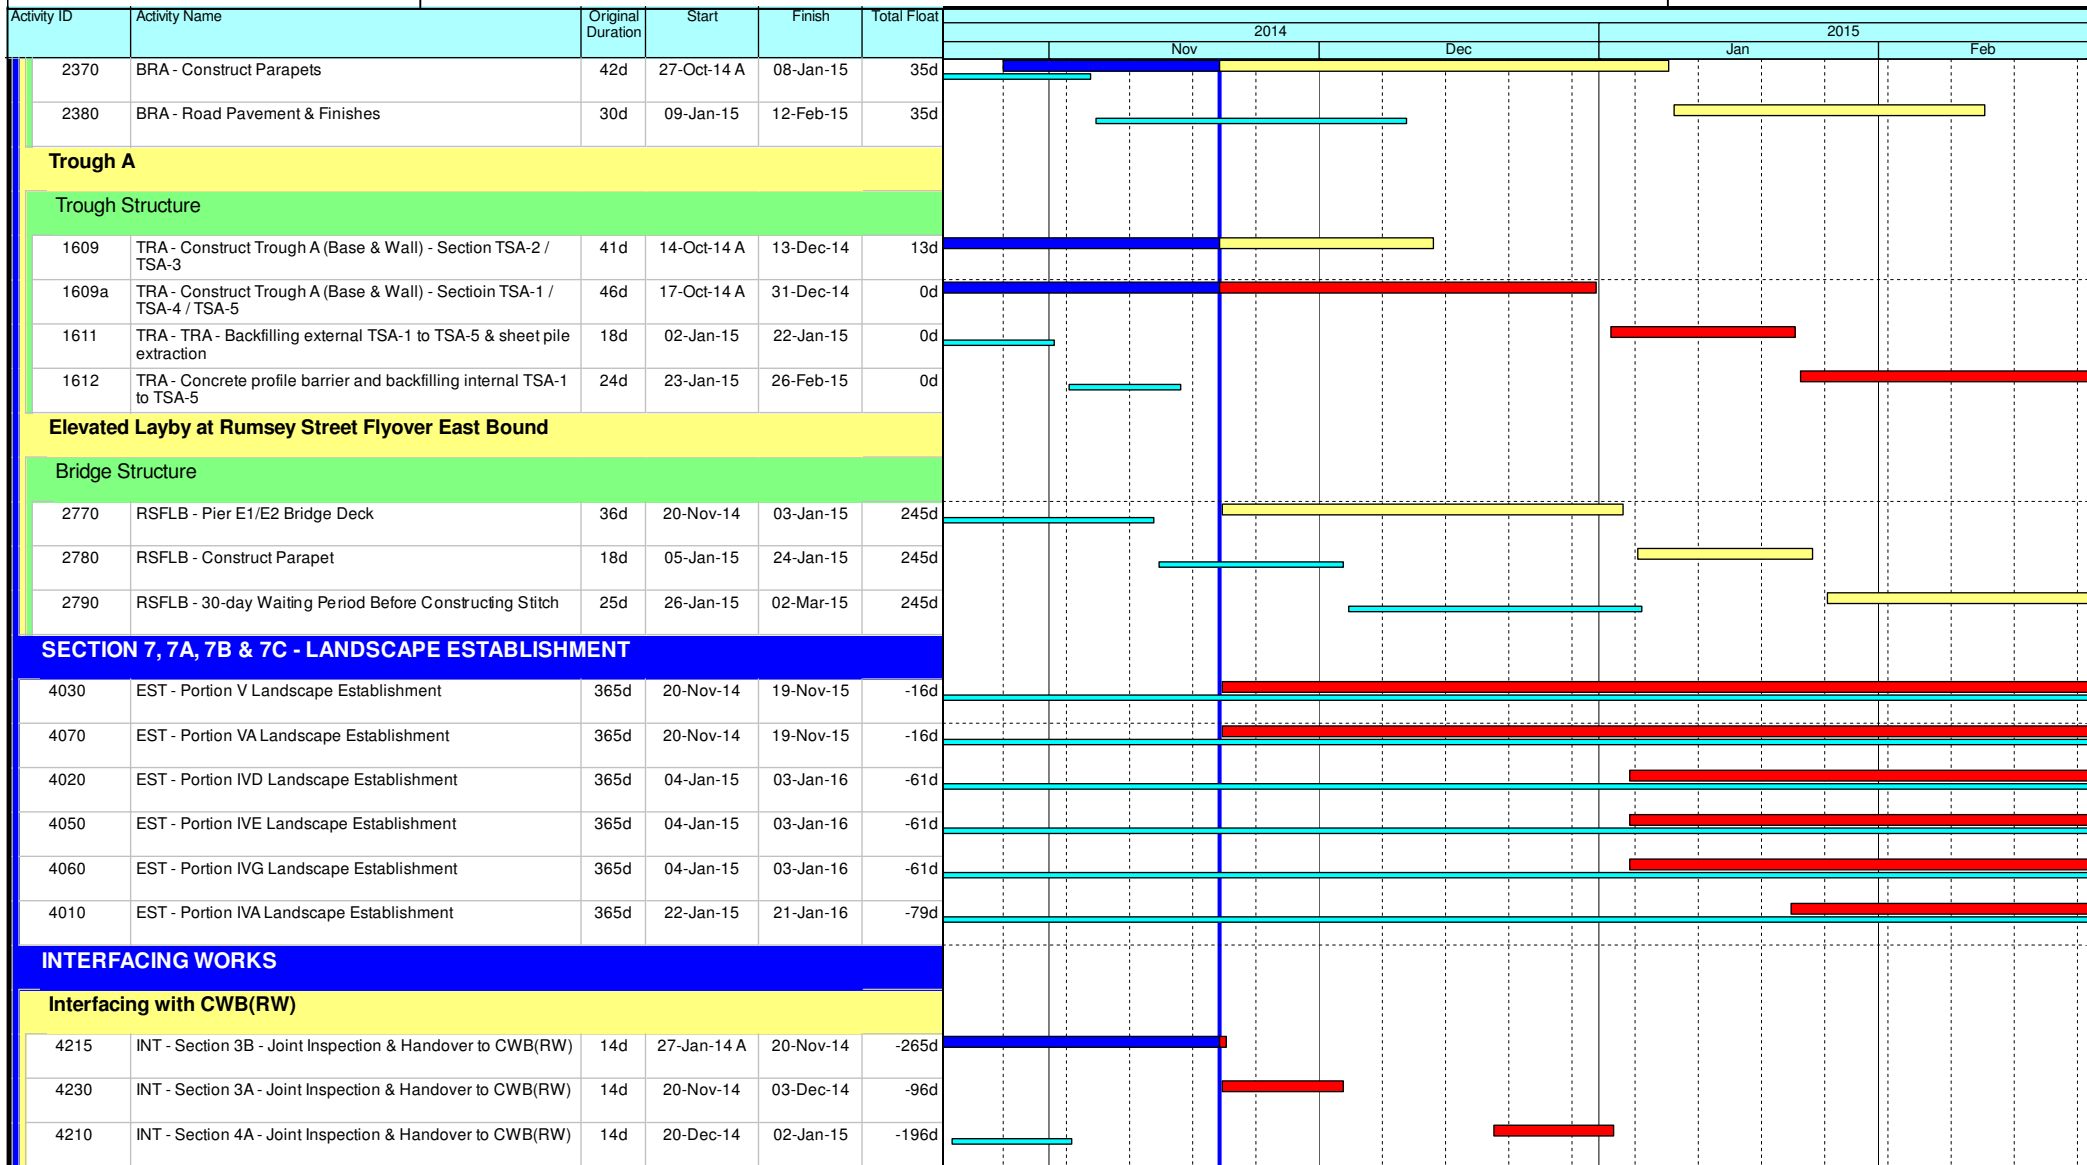 Activity ID Activity Name Original Start Finish Total Float 2014 2015
Duration Nov Dec Jan Feb
2370 BRA - Construct Parapets 42d 27-Oct-14 A 08-Jan-15 35d
2380 BRA - Road Pavement & Finishes 30d 09-Jan-15 12-Feb-15 35d
Trough A
Trough Structure
1609 TRA - Construct Trough A (Base & Wall) - Section TSA-2 / 41d 14-Oct-14 A 13-Dec-14 13d
TSA-3
1609a TRA - Construct Trough A (Base & Wall) - Sectioin TSA-1 / 46d 17-Oct-14 A 31-Dec-14 0d
TSA-4 / TSA-5
1611 TRA - TRA - Backfilling external TSA-1 to TSA-5 & sheet pile 18d 02-Jan-15 22-Jan-15 0d
extraction
1612 TRA - Concrete profile barrier and backfilling internal TSA-1 24d 23-Jan-15 26-Feb-15 0d
to TSA-5
Elevated Layby at Rumsey Street Flyover East Bound
Bridge Structure
2770 RSFLB - Pier E1/E2 Bridge Deck 36d 20-Nov-14 03-Jan-15 245d
2780 RSFLB - Construct Parapet 18d 05-Jan-15 24-Jan-15 245d
2790 RSFLB - 30-day Waiting Period Before Constructing Stitch 25d 26-Jan-15 02-Mar-15 245d
SECTION 7, 7A, 7B & 7C - LANDSCAPE ESTABLISHMENT
4030 EST - Portion V Landscape Establishment 365d 20-Nov-14 19-Nov-15 -16d
4070 EST - Portion VA Landscape Establishment 365d 20-Nov-14 19-Nov-15 -16d
4020 EST - Portion IVD Landscape Establishment 365d 04-Jan-15 03-Jan-16 -61d
4050 EST - Portion IVE Landscape Establishment 365d 04-Jan-15 03-Jan-16 -61d
4060 EST - Portion IVG Landscape Establishment 365d 04-Jan-15 03-Jan-16 -61d
4010 EST - Portion IVA Landscape Establishment 365d 22-Jan-15 21-Jan-16 -79d
INTERFACING WORKS
Interfacing with CWB(RW)
4215 INT - Section 3B - Joint Inspection & Handover to CWB(RW) 14d 27-Jan-14 A 20-Nov-14 -265d
4230 INT - Section 3A - Joint Inspection & Handover to CWB(RW) 14d 20-Nov-14 03-Dec-14 -96d
4210 INT - Section 4A - Joint Inspection & Handover to CWB(RW) 14d 20-Dec-14 02-Jan-15 -196d